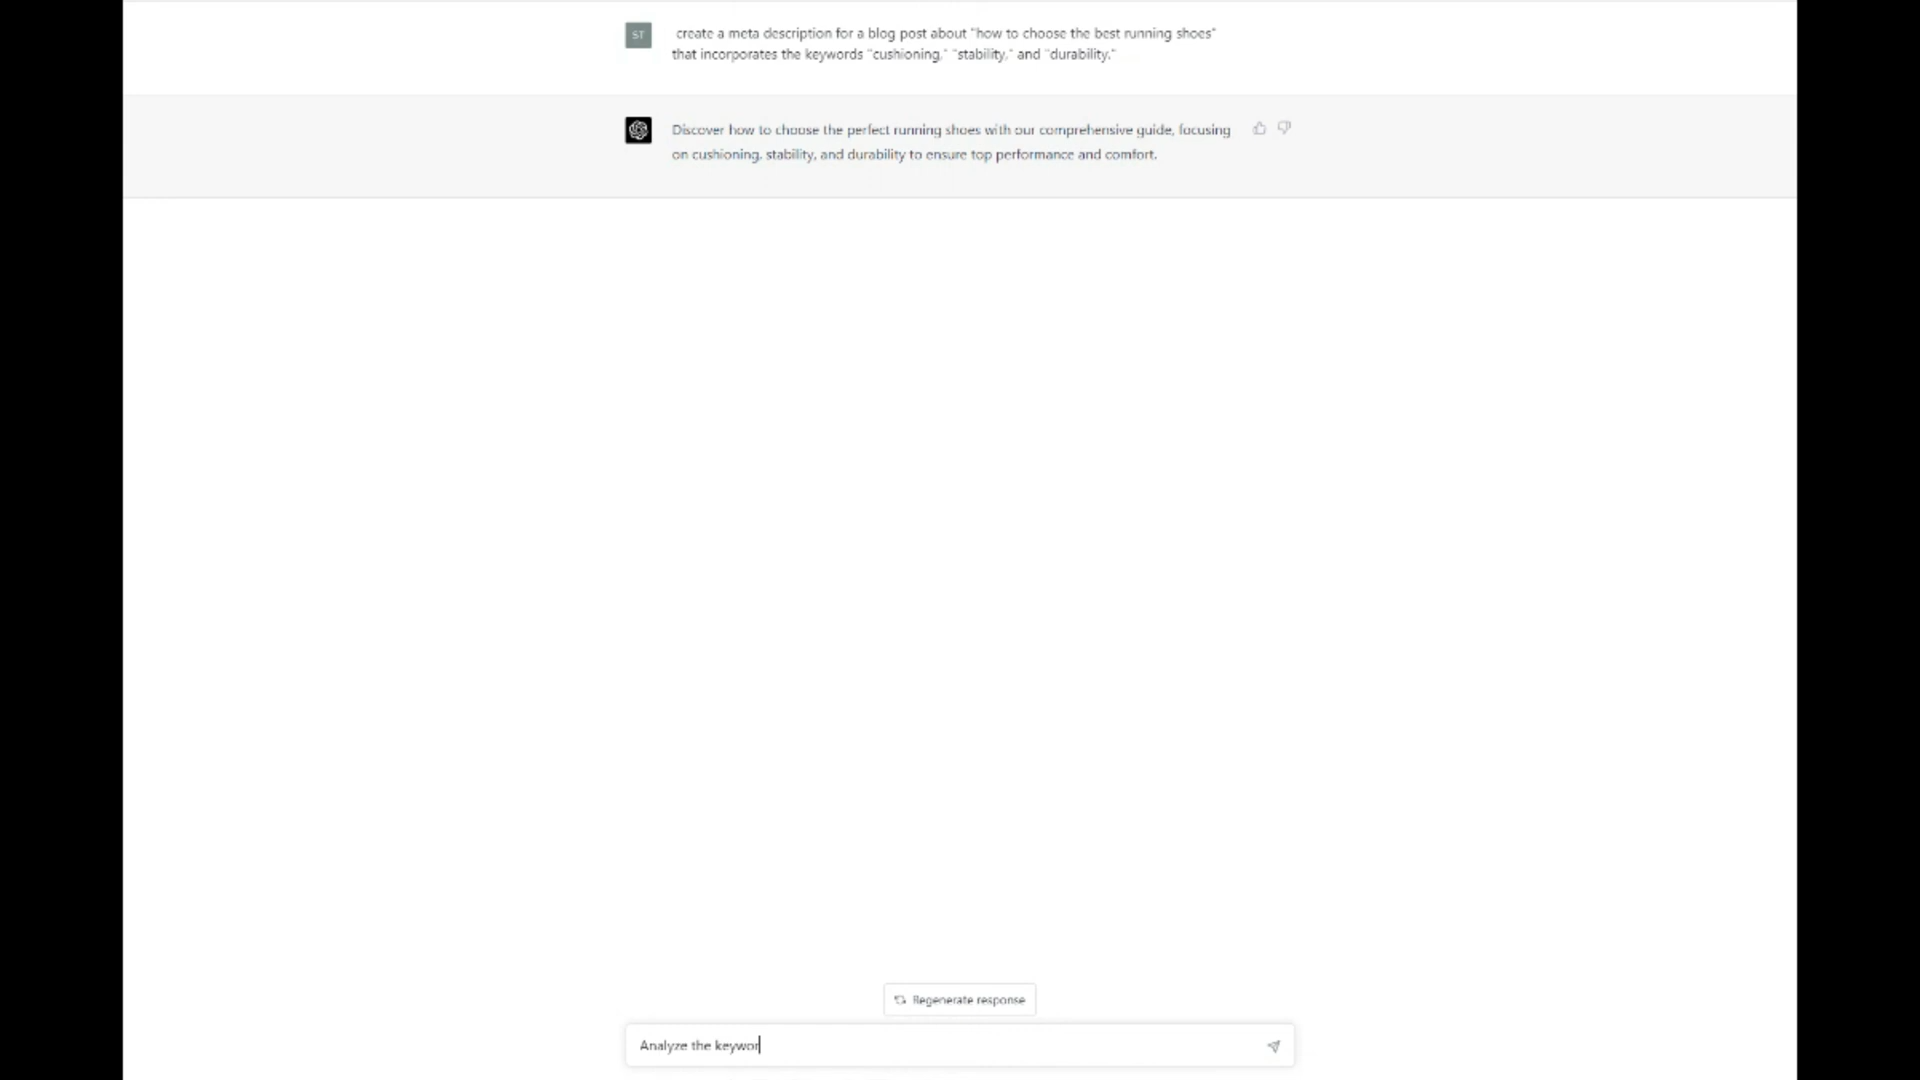 ST
create a meta description for a blog post about "how to choose the best running shoes"
that incorporates the keywords "cushioning," "stability," and "durability."
Discover how to choose the perfect running shoes with our comprehensive guide, focusing
on cushioning, stability, and durability to ensure top performance and comfort.
Regenerate response
Analyze the keywor